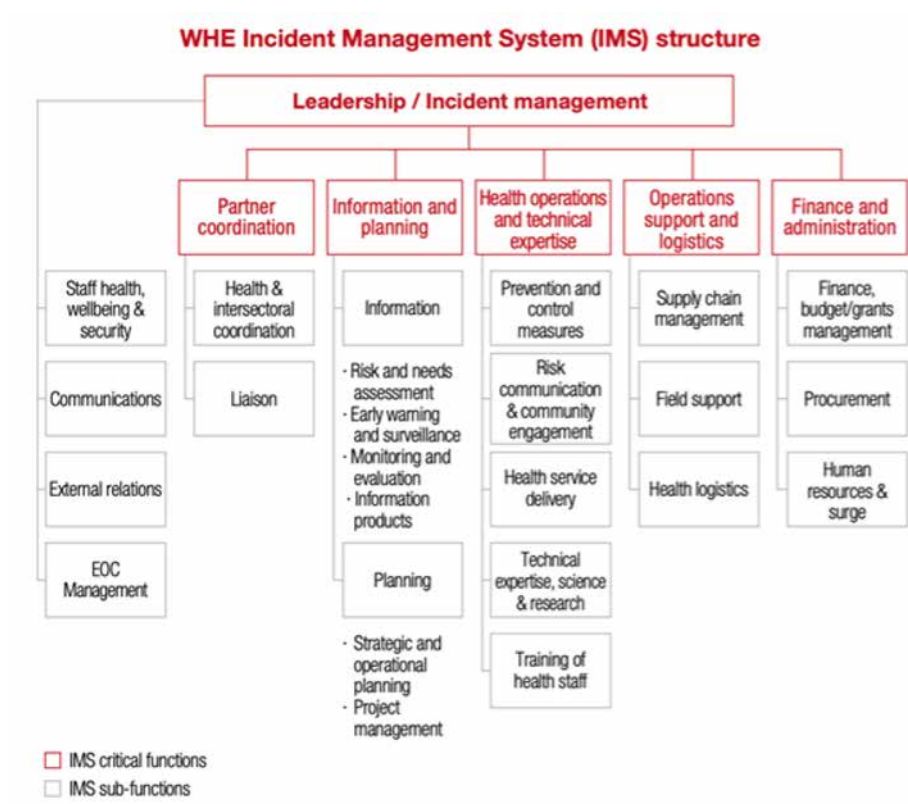 WHE Incident Management System (IMS) structure
Leadership / Incident management
Partner
coordination
Information and
planning
Health operations
and technical
expertise
Operations
support and
logistics
Finance and
administration
Staff health,
wellbeing &
security
Communications
External relations
EOC
Management
Health &
intersectoral
coordination
Liaison
Information
· Risk and needs
assessment
· Early warning
and surveillance
· Monitoring and
evaluation
· Information
products
Planning
· Strategic and
operational
planning
· Project
management
Prevention and
control
measures
Risk
communication
& community
engagement
Health service
delivery
Technical
expertise, science
& research
Training of
health staff
Supply chain
management
Field support
Health logistics
Finance,
budget/grants
management
Procurement
Human
resources &
surge
IMS critical functions
IMS sub-functions